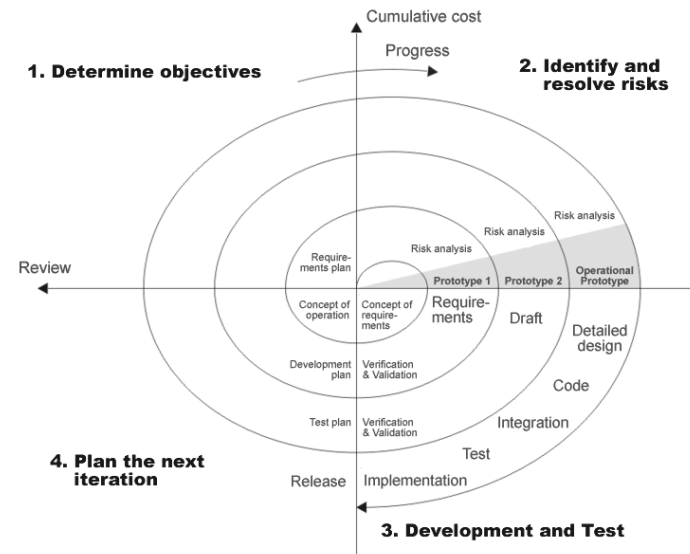 Cumulative cost
Progress
1. Determine objectives
2. Identify and
resolve risks
Risk analysis
Risk analysis
Risk analysis
Require-
ments plan
Review
Prototype 1
Prototype 2
Operational
Prototype
Concept of
operation
Concept of
require-
ments
Require-
ments
Draft
Detailed
design
Development
plan
Verification
& Validation
Code
Test plan
Verification
& Validation
Integration
Test
4. Plan the next
iteration
Release
Implementation
3. Development and Test